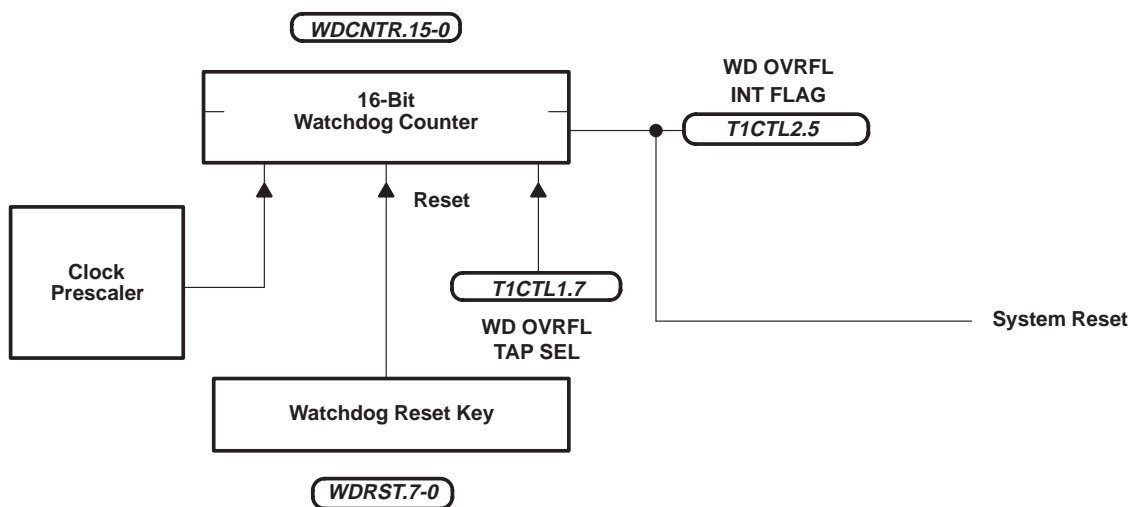 WDCNTR.15-0
16-Bit
Watchdog Counter
WD OVRFL
INT FLAG
T1CTL2.5
Reset
Clock
Prescaler
T1CTL1.7
WD OVRFL
TAP SEL
System Reset
Watchdog Reset Key
WDRST.7-0